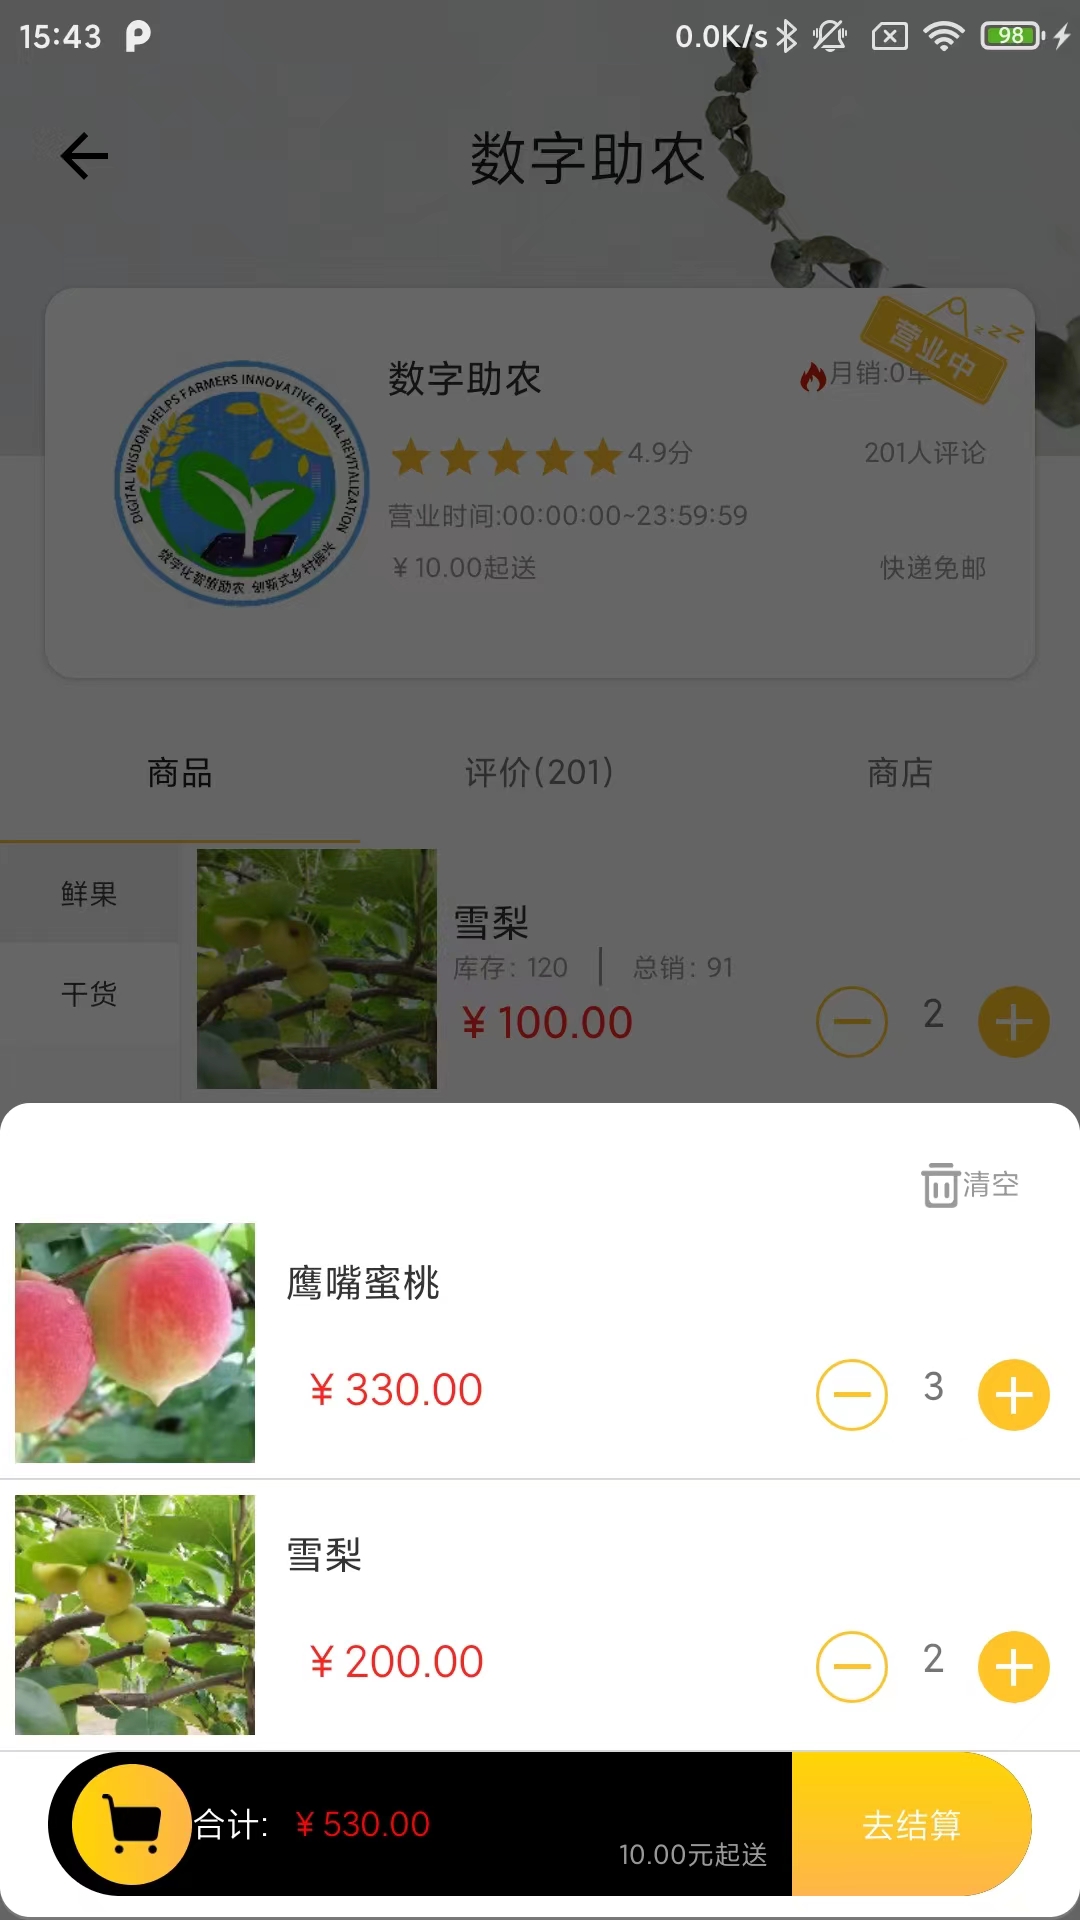 15:43
0.0K/s
98
数字助农
营业中
zzz
数字助农
月销:0单
4.9分
201人评论
营业时间:00:00:00~23:59:59
¥10.00起送
快递免邮
DIGITAL WISDOM HELPS FARMERS INNOVATIVE RURAL REVITALIZATION
数字化智慧助农 创新式乡村振兴
商品
评价(201)
商店
鲜果
干货
雪梨
库存: 120 | 总销: 91
¥ 100.00
2
清空
鹰嘴蜜桃
¥ 330.00
3
雪梨
¥ 200.00
2
合计: ¥ 530.00
10.00元起送
去结算